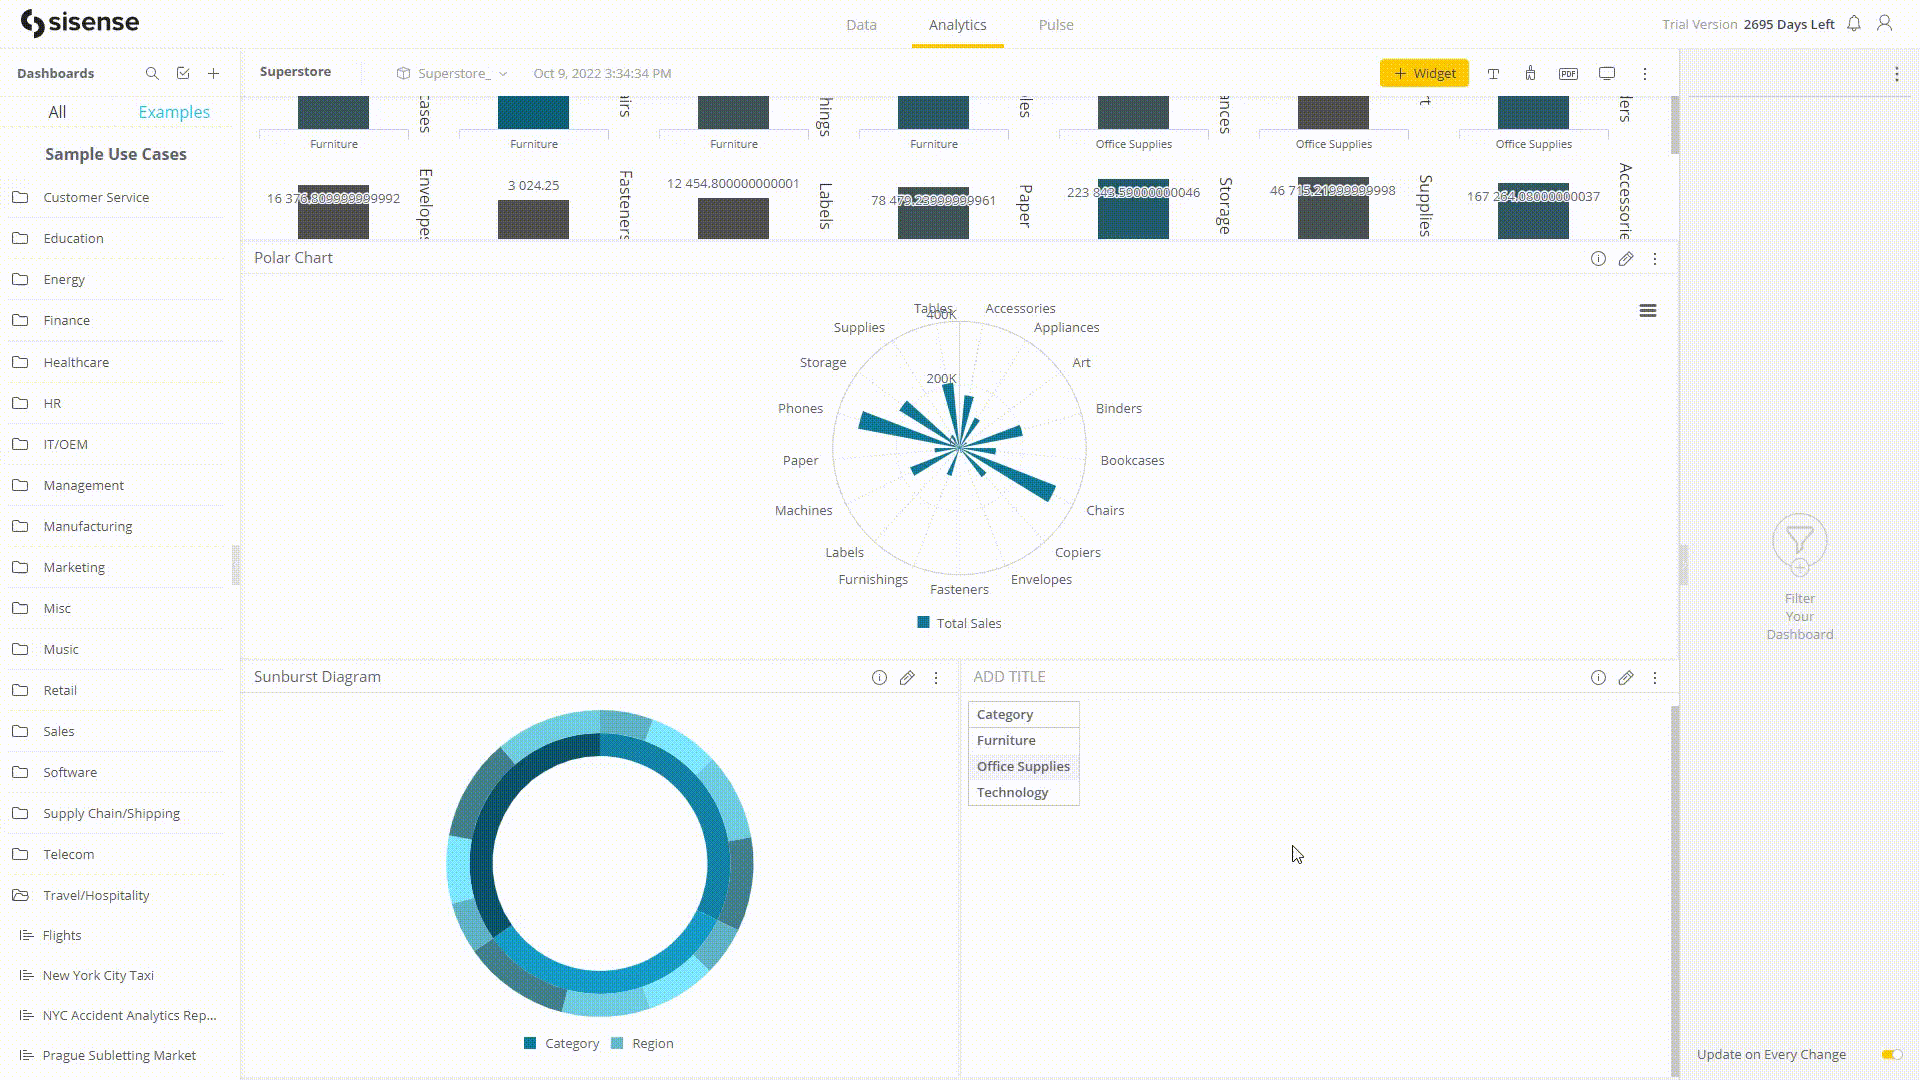 sisense
Data
Analytics
Pulse
Trial Version 2695 Days Left
Dashboards
Superstore
Superstore_
Oct 9, 2022 3:34:34 PM
+ Widget
PDF
All
Examples
Sample Use Cases
Customer Service
Education
Energy
Finance
Healthcare
HR
IT/OEM
Management
Manufacturing
Marketing
Misc
Music
Retail
Sales
Software
Supply Chain/Shipping
Telecom
Travel/Hospitality
Flights
New York City Taxi
NYC Accident Analytics Rep...
Prague Subletting Market
Furniture
Furniture
Furniture
Furniture
Office Supplies
Office Supplies
Office Supplies
16 376.809999999992
Envelopes
3 024.25
Fasteners
12 454.800000000001
Labels
78 479.23999999961
Paper
223 843.59000000046
Storage
46 715.21999999998
Supplies
167 264.08000000037
Accessorie
Polar Chart
Tables
400K
200K
Accessories
Appliances
Art
Binders
Bookcases
Chairs
Copiers
Envelopes
Fasteners
Furnishings
Labels
Machines
Paper
Phones
Storage
Supplies
Total Sales
Sunburst Diagram
Category
Region
ADD TITLE
Category
Furniture
Office Supplies
Technology
Filter
Your
Dashboard
Update on Every Change